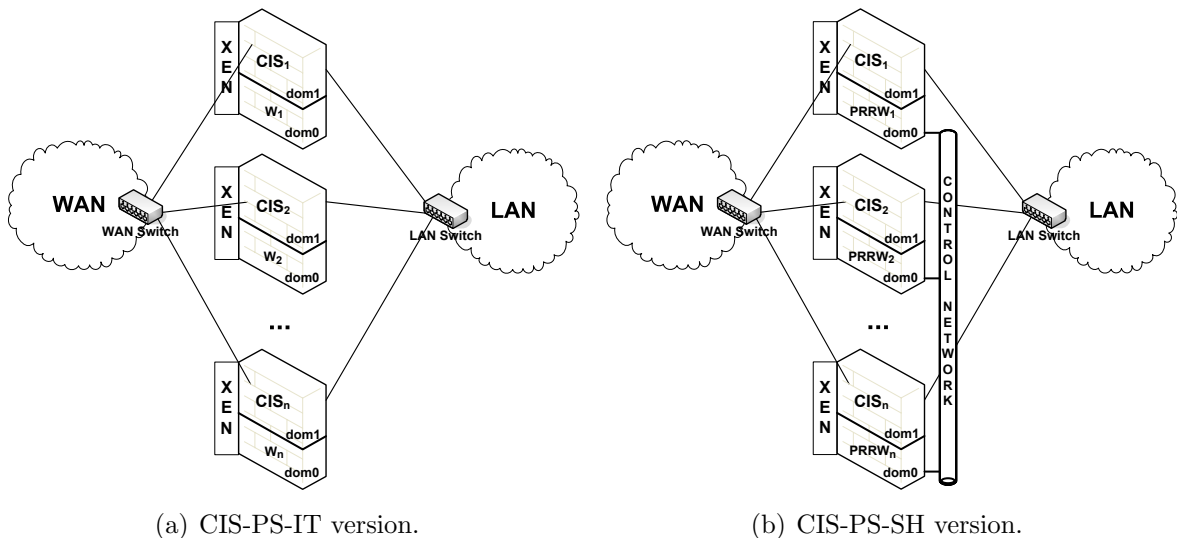 XEN
CIS1
dom1
W1
dom0
WAN
WAN Switch
XEN
CIS2
dom1
W2
dom0
LAN
LAN Switch
...
XEN
CISn
dom1
Wn
dom0
(a) CIS-PS-IT version.
XEN
CIS1
dom1
PRRW1
dom0
WAN
WAN Switch
XEN
CIS2
dom1
PRRW2
dom0
CONTROL NETWORK
LAN
LAN Switch
...
XEN
CISn
dom1
PRRWn
dom0
(b) CIS-PS-SH version.